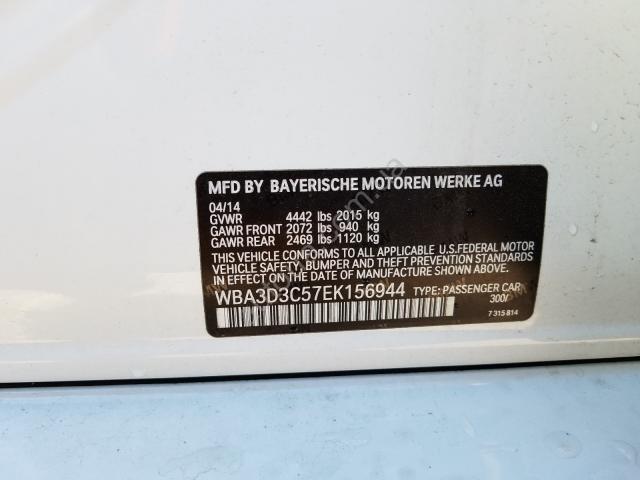 MFD BY BAYERISCHE MOTOREN WERKE AG
04/14
GVWR 4442 lbs 2015 kg
GAWR FRONT 2072 lbs 940 kg
GAWR REAR 2469 lbs 1120 kg
THIS VEHICLE CONFORMS TO ALL APPLICABLE U.S.FEDERAL MOTOR
VEHICLE SAFETY, BUMPER AND THEFT PREVENTION STANDARDS
IN EFFECT ON THE DATE OF MANUFACTURE SHOWN ABOVE.
WBA3D3C57EK156944 TYPE: PASSENGER CAR
300/
7 315 814